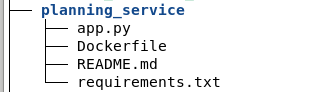 planning_service
app.py
Dockerfile
README.md
requirements.txt